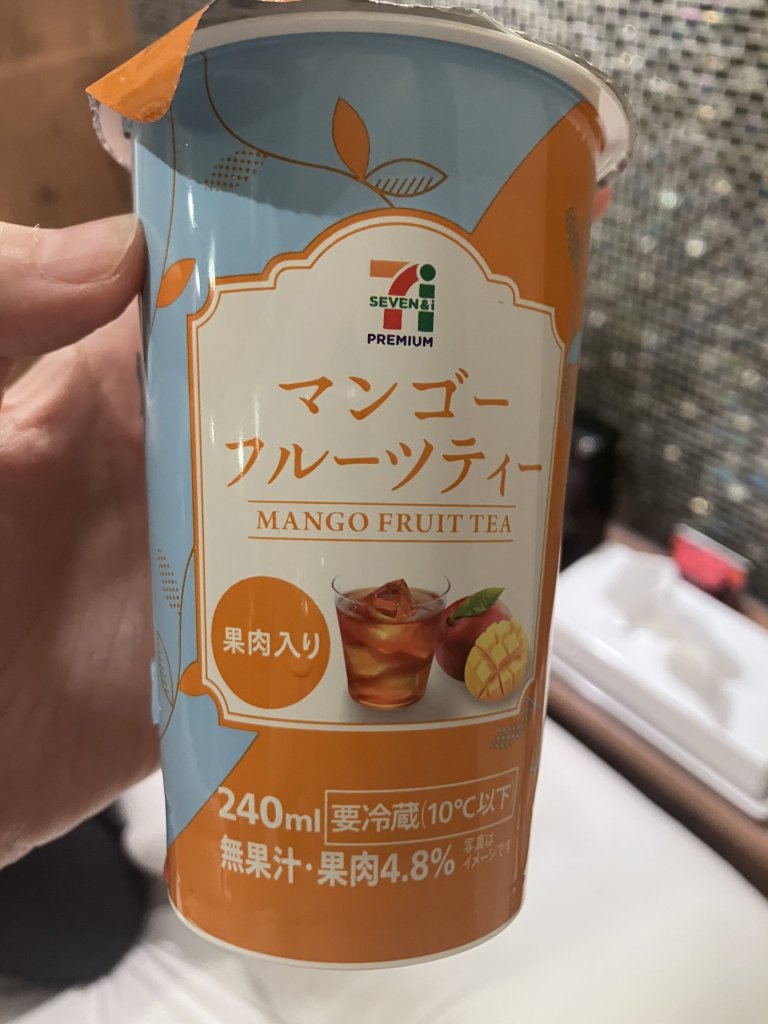 SEVEN&i
PREMIUM
マンゴー
フルーツティー
MANGO FRUIT TEA
果肉入り
240ml 要冷蔵(10℃以下
無果汁・果肉4.8%
写真は
イメージです